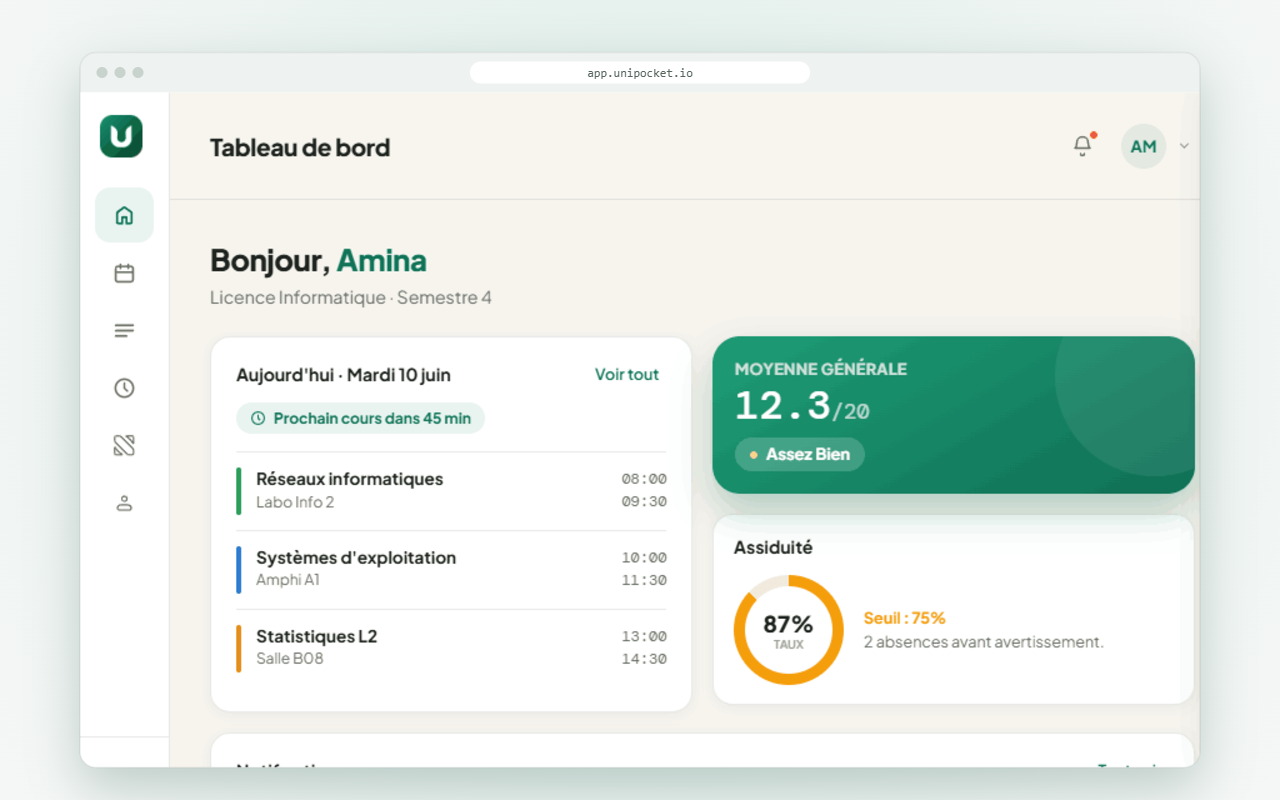 app.unipocket.io
U
Tableau de bord
AM
Bonjour, Amina
Licence Informatique · Semestre 4
Aujourd'hui · Mardi 10 juin
Voir tout
Prochain cours dans 45 min
Réseaux informatiques
08:00
Labo Info 2
09:30
Systèmes d'exploitation
10:00
Amphi A1
11:30
Statistiques L2
13:00
Salle B08
14:30
MOYENNE GÉNÉRALE
12.3/20
Assez Bien
Assiduité
87%
TAUX
Seuil : 75%
2 absences avant avertissement.